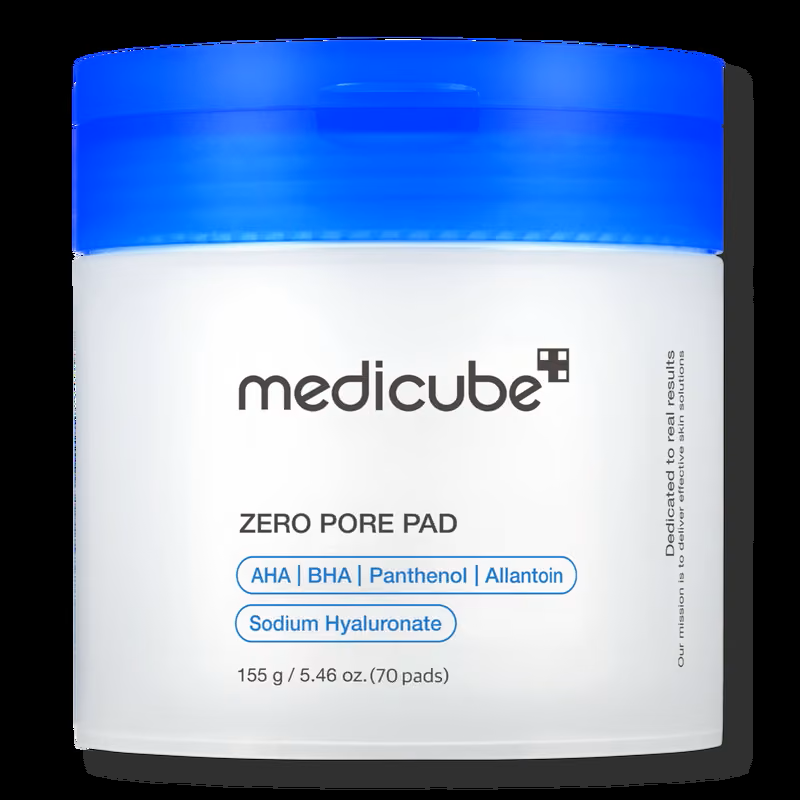 medicube
ZERO PORE PAD
AHA | BHA | Panthenol | Allantoin
Sodium Hyaluronate
155 g / 5.46 oz. (70 pads)
Dedicated to real results
Our mission is to deliver effective skin solutions